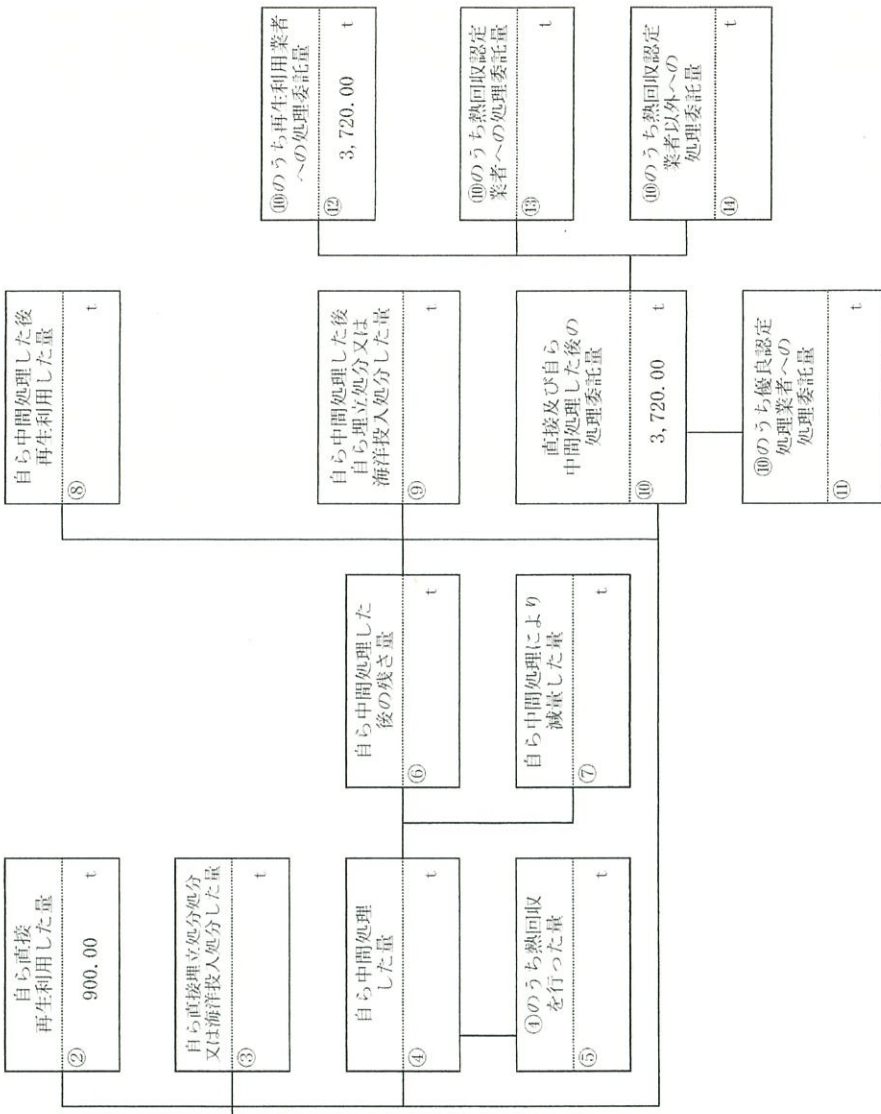 自ら直接
再生利用した量
②
900.00
t
自ら直接埋立処分処分
又は海洋投入処分した量
③
t
自ら中間処理
した量
④
t
④のうち熱回収
を行った量
⑤
t
自ら中間処理した
後の残さ量
⑥
t
自ら中間処理により
減量した量
⑦
t
自ら中間処理した後
再生利用した量
⑧
t
自ら中間処理した後
自ら埋立処分又は
海洋投入処分した量
⑨
t
直接及び自ら
中間処理した後の
処理委託量
⑩
3,720.00
t
⑩のうち優良認定
処理業者への
処理委託量
⑪
t
⑩のうち再生利用業者
への処理委託量
⑫
3,720.00
t
⑩のうち熱回収認定
業者への処理委託量
⑬
t
⑩のうち熱回収認定
業者以外への
処理委託量
⑭
t